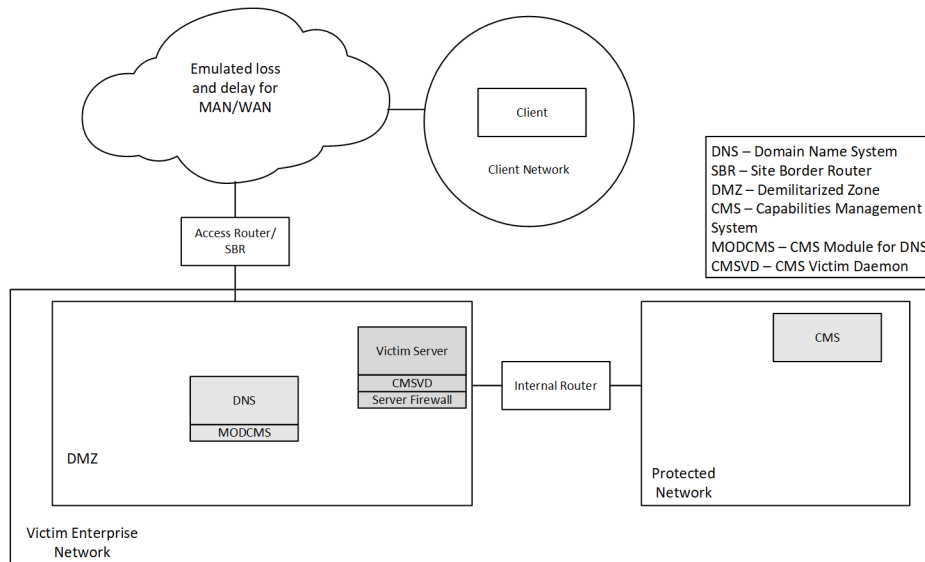 Emulated loss
and delay for
MAN/WAN
Client
Client Network
DNS – Domain Name System
SBR – Site Border Router
DMZ – Demilitarized Zone
CMS – Capabilities Management
System
MODCMS – CMS Module for DNS
CMSVD – CMS Victim Daemon
Access Router/
SBR
Victim Server
CMSVD
Server Firewall
DNS
MODCMS
DMZ
Internal Router
CMS
Protected
Network
Victim Enterprise
Network